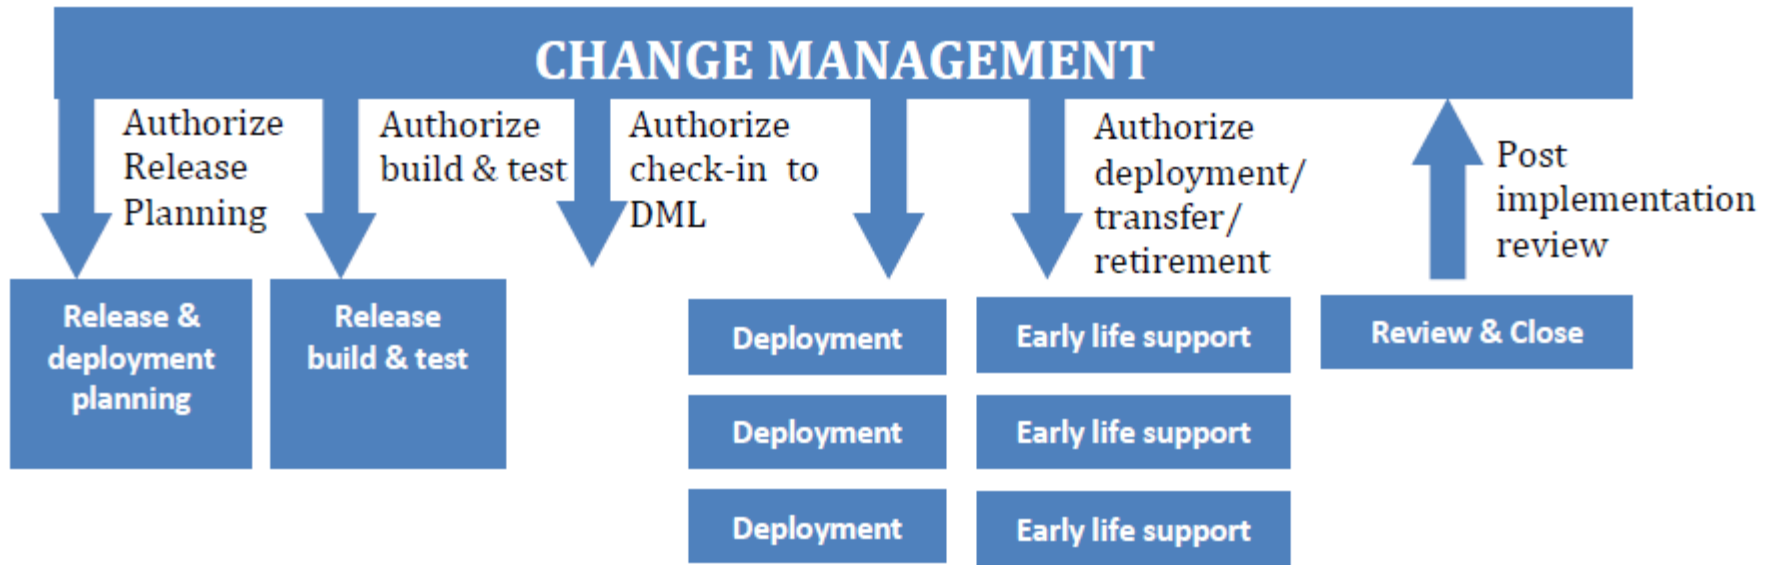 CHANGE MANAGEMENT
Authorize
Release
Planning
Authorize
build & test
Authorize
check-in to
DML
Authorize
deployment/
transfer/
retirement
Post
implementation
review
Release &
deployment
planning
Release
build & test
Deployment
Early life support
Review & Close
Deployment
Early life support
Deployment
Early life support